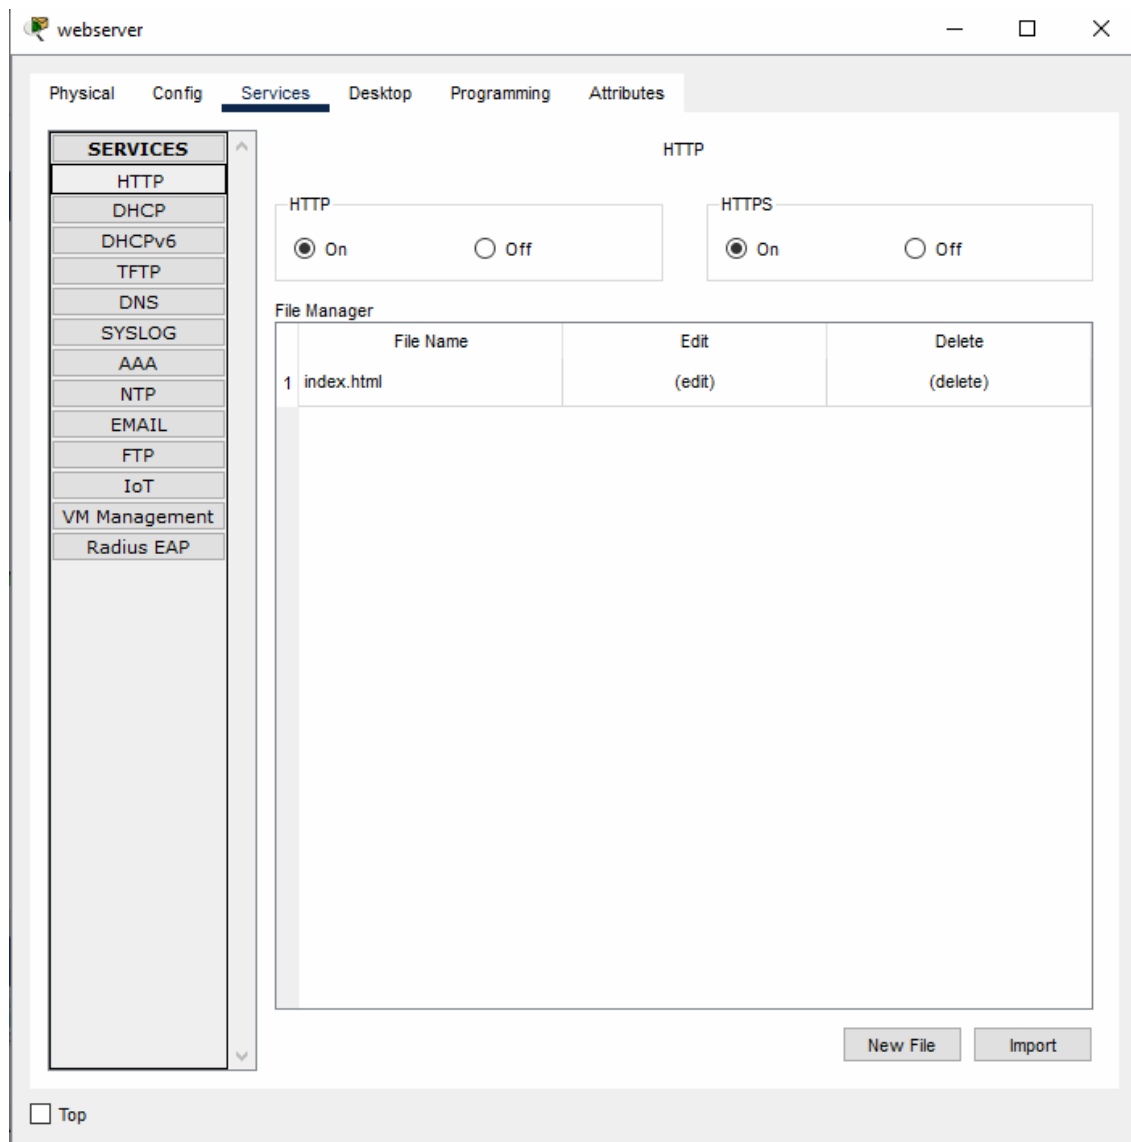 webserver
Physical Config Services Desktop Programming Attributes
SERVICES
HTTP
DHCP
DHCPv6
TFTP
DNS
SYSLOG
AAA
NTP
EMAIL
FTP
IoT
VM Management
Radius EAP
HTTP
HTTP
On Off
HTTPS
On Off
File Manager
File Name Edit Delete
1 index.html (edit) (delete)
New File Import
Top